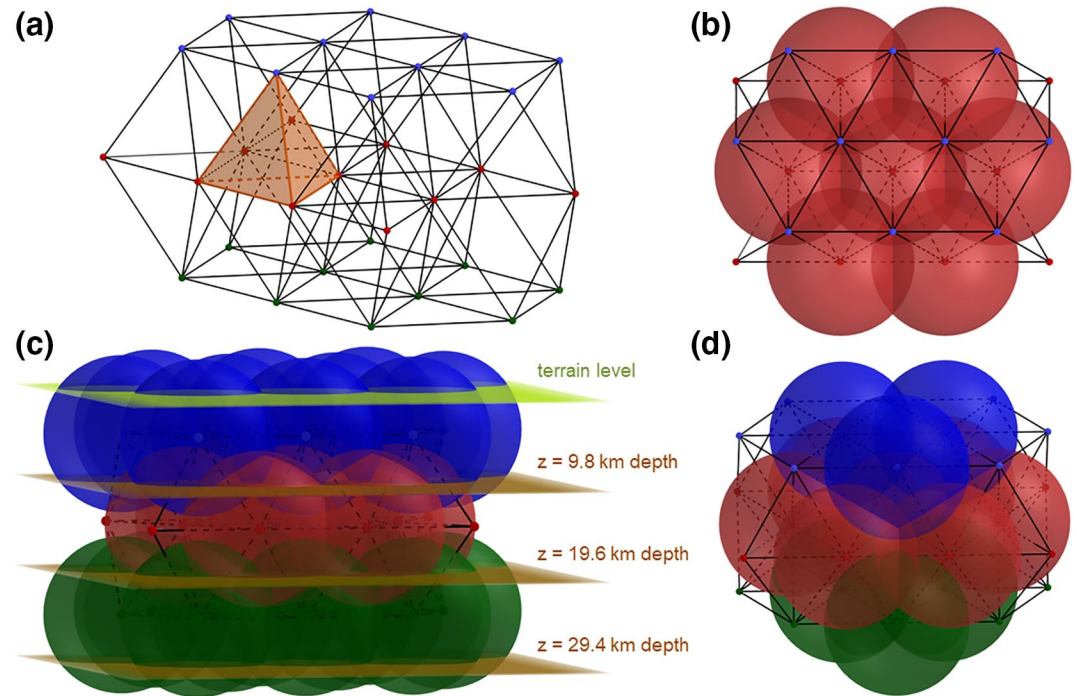 (a)
(b)
(c)
terrain level
z = 9.8 km depth
z = 19.6 km depth
z = 29.4 km depth
(d)